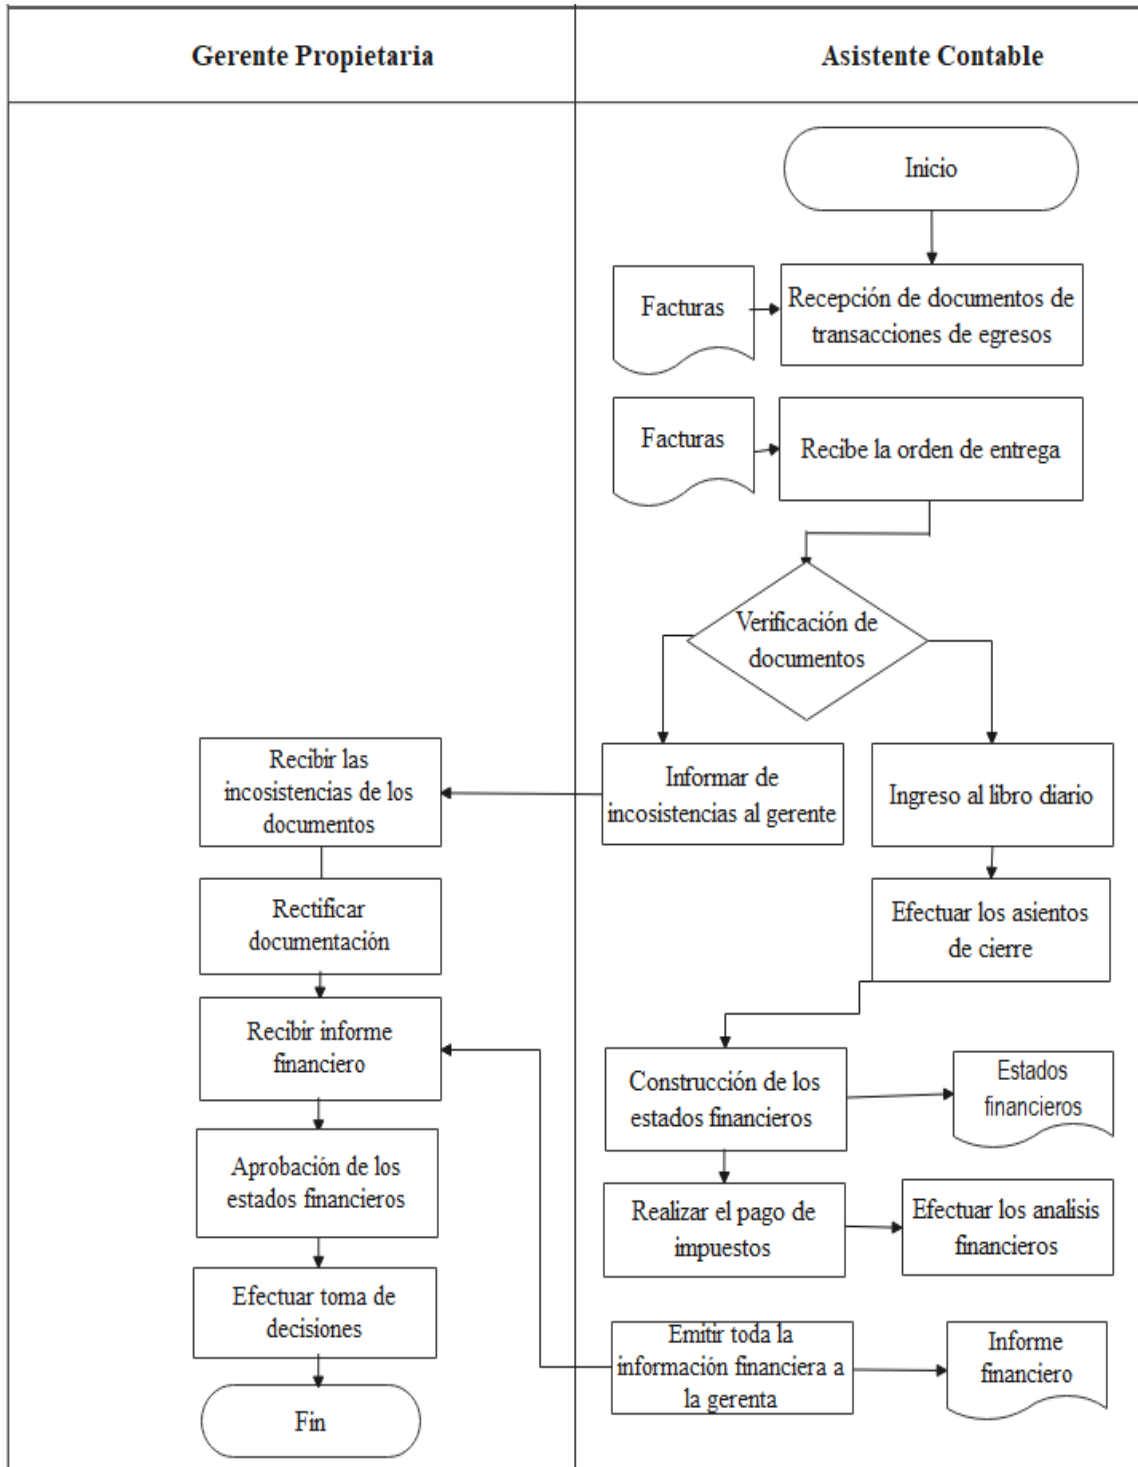 Gerente Propietaria
Asistente Contable
Inicio
Facturas
Recepción de documentos de
transacciones de egresos
Facturas
Recibe la orden de entrega
Verificación de
documentos
Recibir las
incosistencias de los
documentos
Informar de
incosistencias al gerente
Ingreso al libro diario
Rectificar
documentación
Efectuar los asientos
de cierre
Recibir informe
financiero
Construcción de los
estados financieros
Estados
financieros
Aprobación de los
estados financieros
Realizar el pago de
impuestos
Efectuar los analisis
financieros
Efectuar toma de
decisiones
Emitir toda la
información financiera a
la gerenta
Informe
financiero
Fin